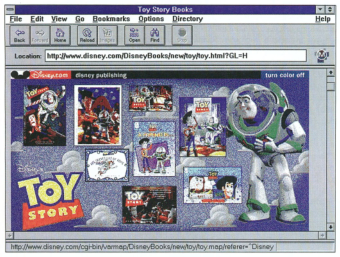 Toy Story Books
File Edit View Go Bookmarks Options Directory Help
Back Forward Home Reload Images Open Find Stop
Location: http://www.disney.com/DisneyBooks/new/toy/toy.html?GL=H
Disney.com disney publishing turn color off
Disney's
TOY
STORY
http://www.disney.com/cgi-bin/varmap/DisneyBooks/new/toy/toy.map/referer="Disney